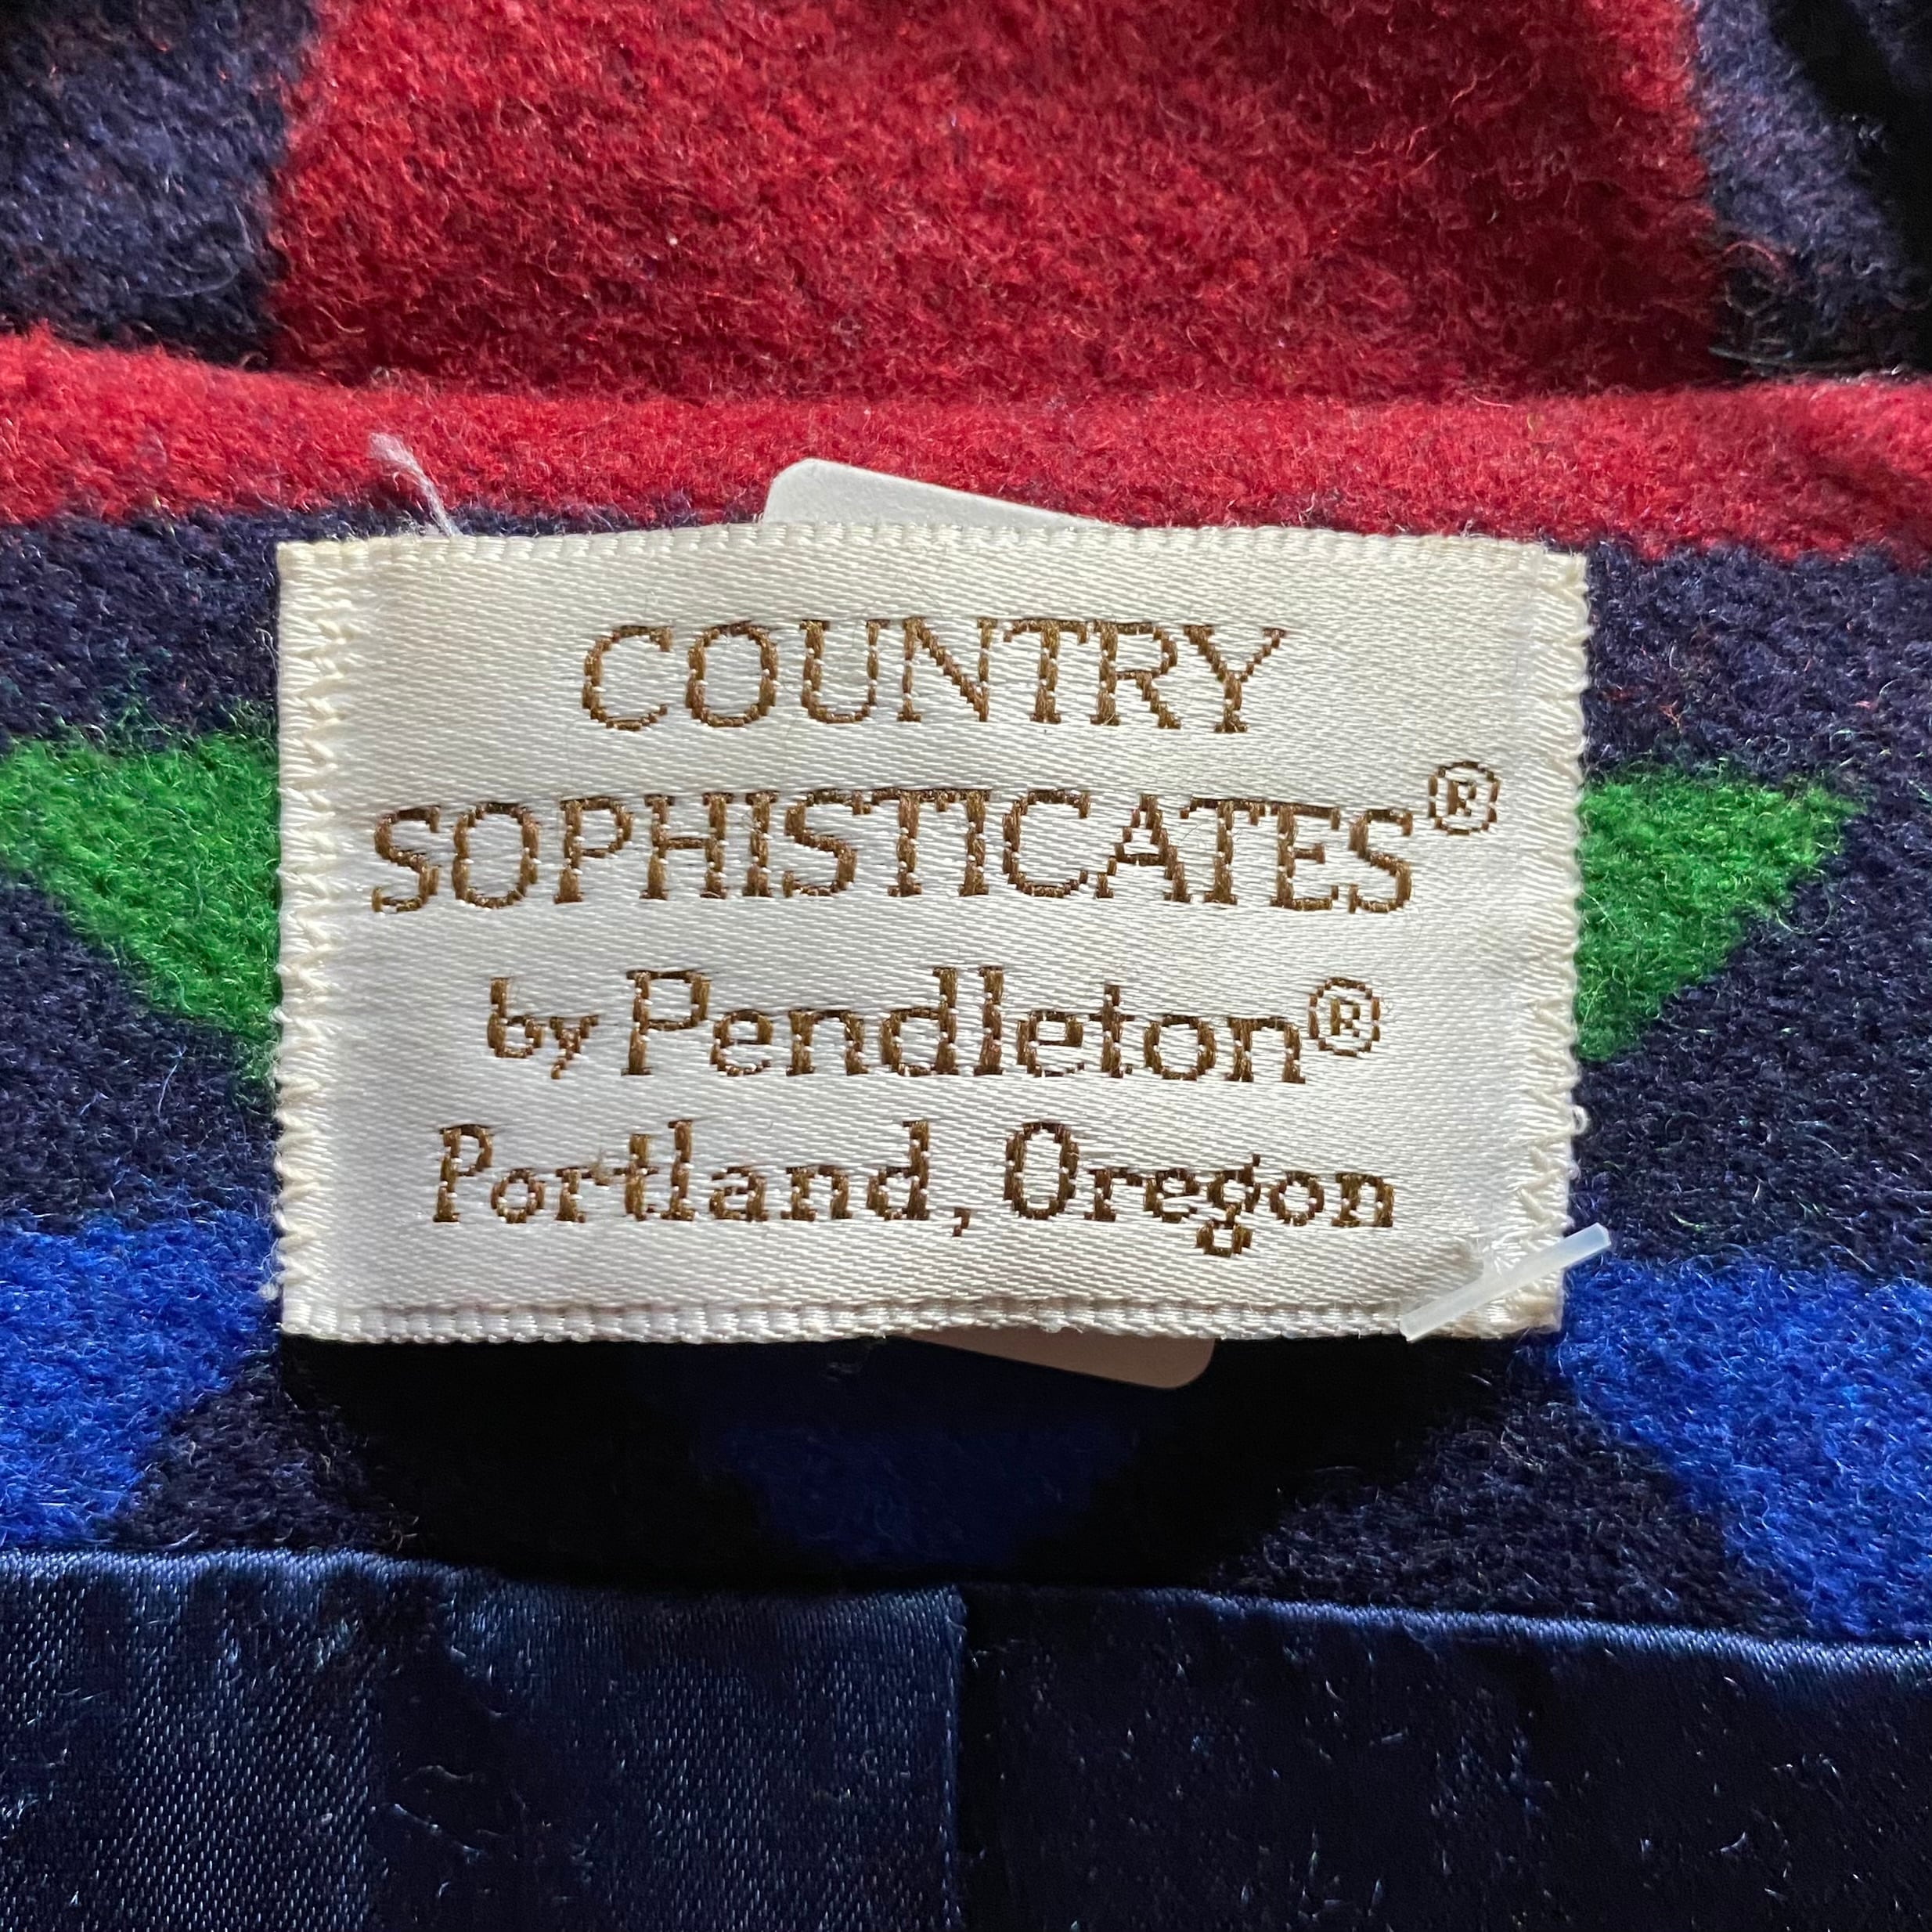 COUNTRY
SOPHISTICATES®
by Pendleton®
Portland, Oregon